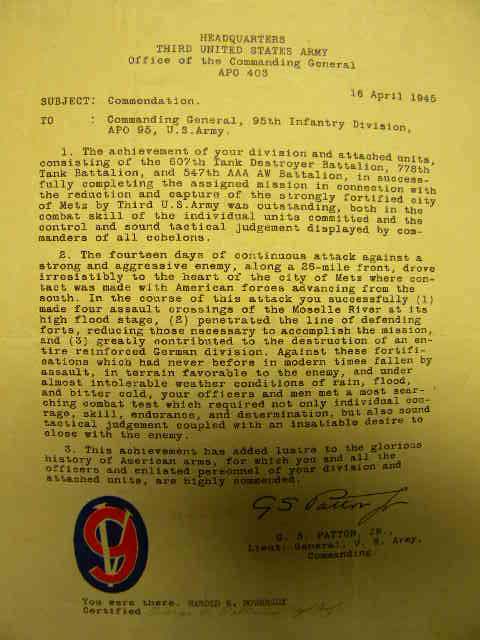 HEADQUARTERS
THIRD UNITED STATES ARMY
Office of the Commanding General
APO 403
16 April 1945
SUBJECT: Commendation.
TO : Commanding General, 95th Infantry Division,
APO 95, U.S.Army.
1. The achievement of your division and attached units,
consisting of the 607th Tank Destroyer Battalion, 778th
Tank Battalion, and 547th AAA AW Battalion, in success-
fully completing the assigned mission in connection with
the reduction and capture of the strongly fortified city
of Metz by Third U.S.Army was outstanding, both in the
combat skill of the individual units committed and the
control and sound tactical judgement displayed by com-
manders of all echelons.
2. The fourteen days of continuous attack against a
strong and aggressive enemy, along a 25-mile front, drove
irresistibly to the heart of the city of Metz where con-
tact was made with American forces advancing from the
south. In the course of this attack you successfully (1)
made four assault crossings of the Moselle River at its
high flood stage, (2) penetrated the line of defending
forts, reducing those necessary to accomplish the mission,
and (3) greatly contributed to the destruction of an en-
tire reinforced German division. Against these fortifi-
cations which had never before in modern times fallen by
assault, in terrain favorable to the enemy, and under
almost intolerable weather conditions of rain, flood,
and bitter cold, your officers and men met a most sear-
ching combat test which required not only individual cou-
rage, skill, endurance, and determination, but also sound
tactical judgement coupled with an insatiable desire to
close with the enemy.
3. This achievement has added lustre to the glorious
history of American arms, for which you and all the
officers and enlisted personnel of your division and
attached units, are highly commended.
G S Patton Jr
G. S. PATTON, JR.,
Lieut. General, U. S. Army,
Commanding.
You were there. HAROLD
Certified